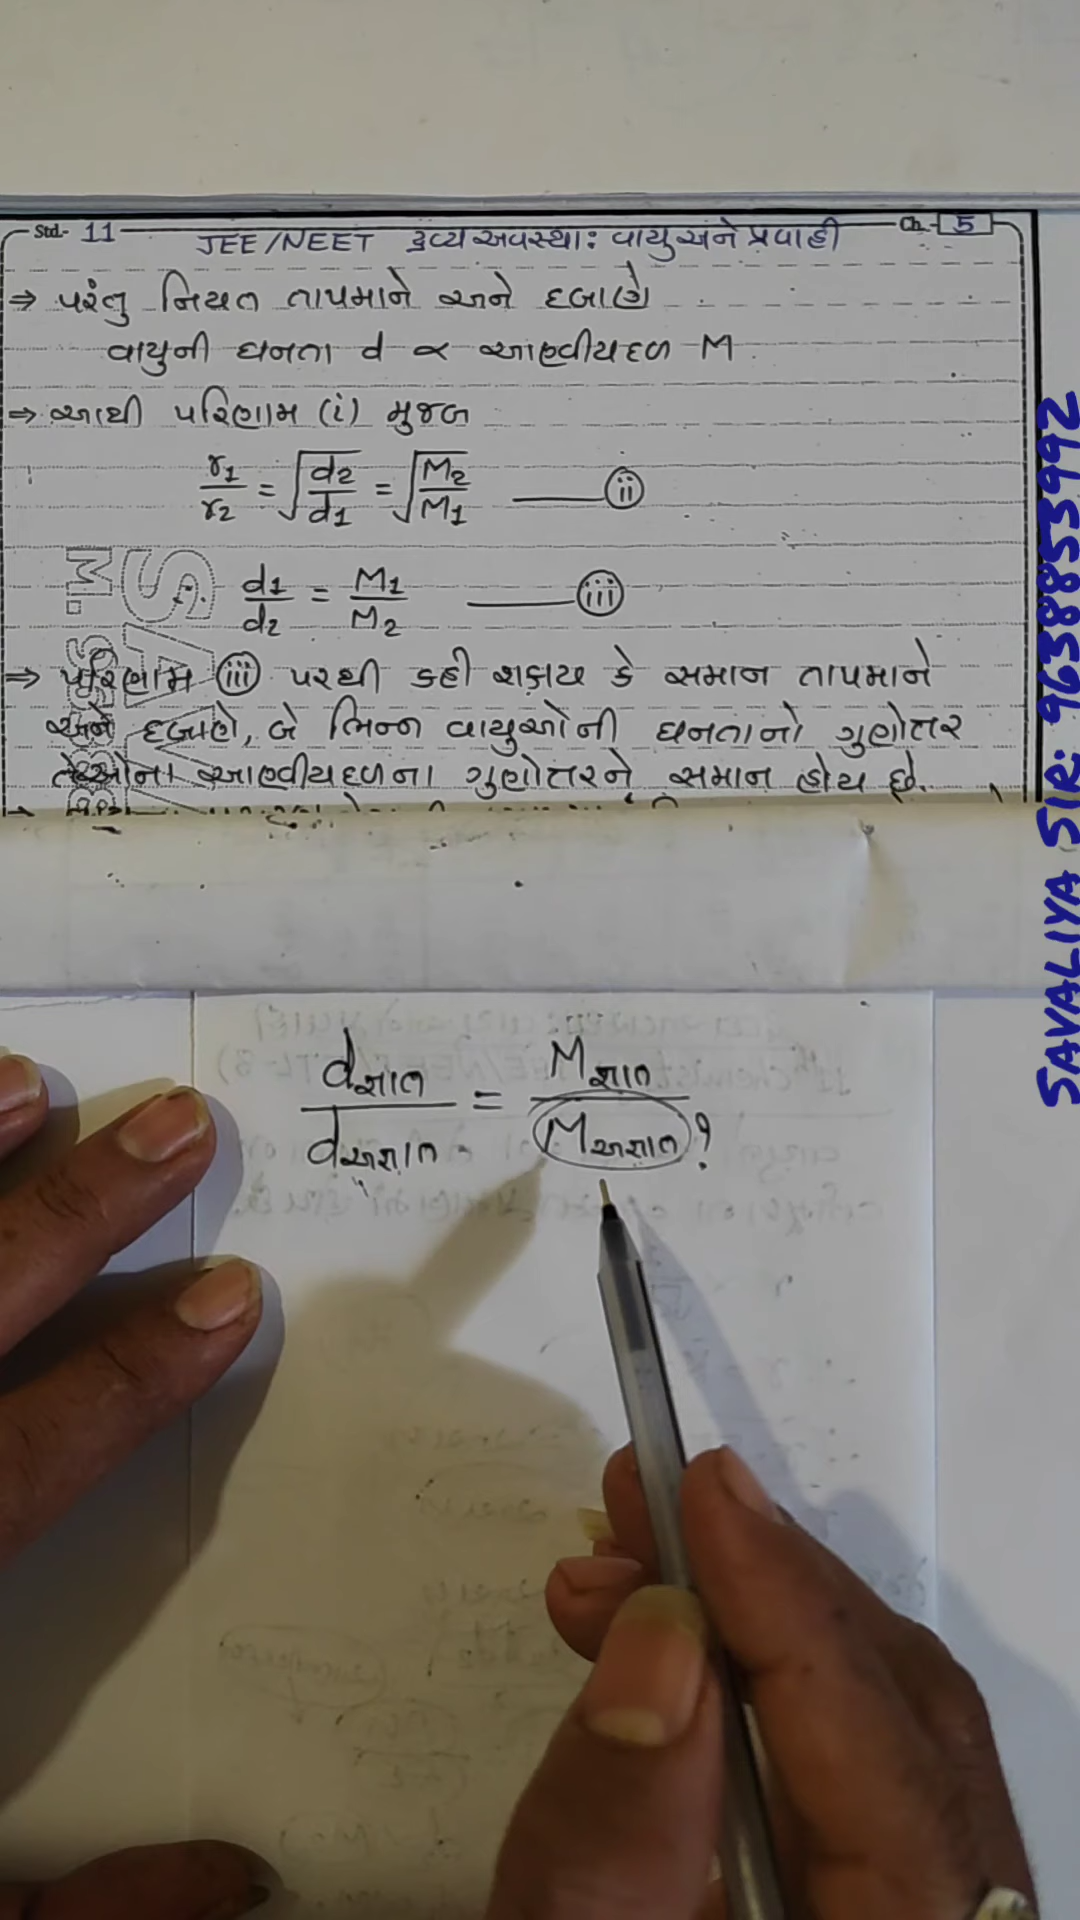 Std.- 11 JEE/NEET દ્રવ્ય અવસ્થા: વાયુ અને પ્રવાહી Ch.- 5
⇒ પરંતુ નિયત તાપમાને અને દબાણે
વાયુની ઘનતા d ∝ આણ્વીયદળ M
⇒ આથી પરિણામ (i) મુજબ
r1/r2 = √(d2/d1) = √(M2/M1) ——— (ii)
d1/d2 = M1/M2 ——— (iii)
⇒ પરિણામ (iii) પરથી કહી શકાય કે સમાન તાપમાને
અને દબાણે, બે ભિન્ન વાયુઓની ઘનતાનો ગુણોત્તર
તેઓના આણ્વીયદળના ગુણોત્તરને સમાન હોય છે.
d જ્ઞાત / d અજ્ઞાત = M જ્ઞાત / M અજ્ઞાત ?
SAVALIYA SIR: 9638853992